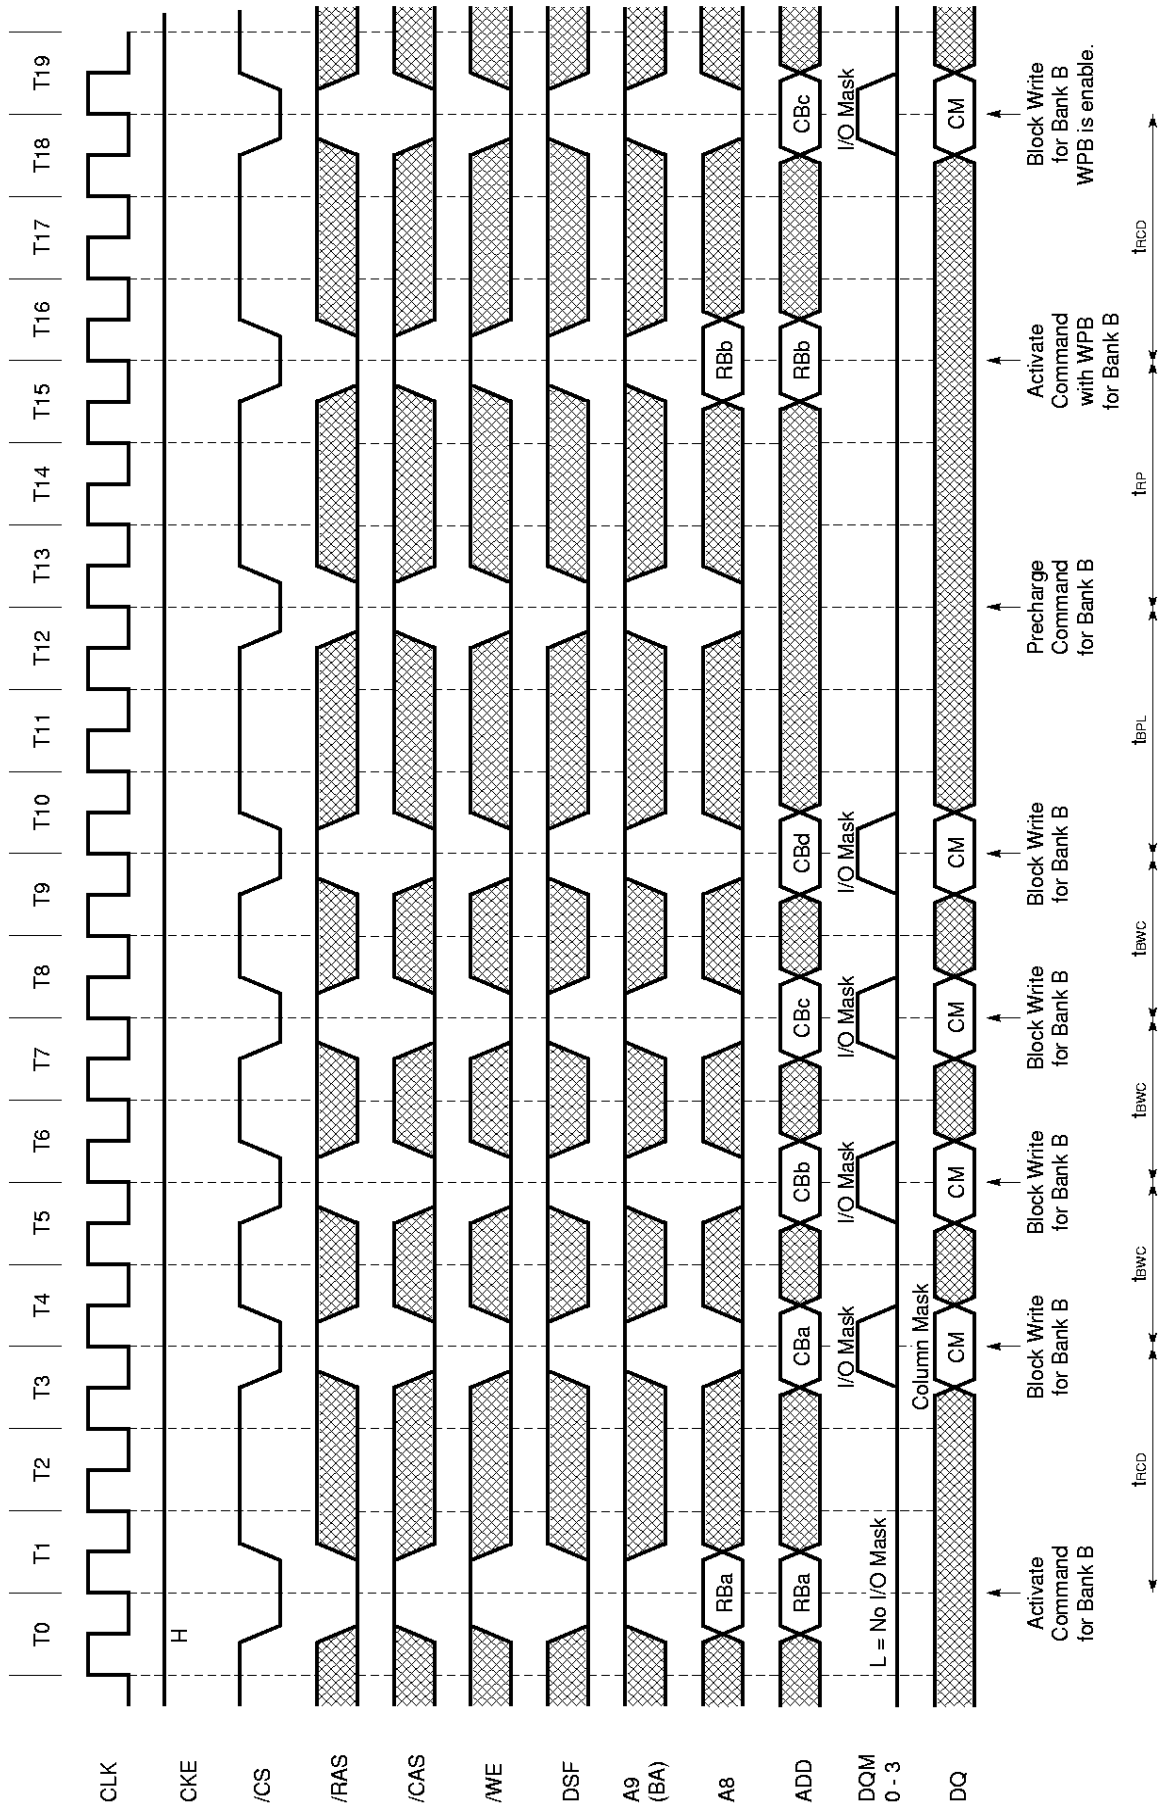 T0 T1 T2 T3 T4 T5 T6 T7 T8 T9 T10 T11 T12 T13 T14 T15 T16 T17 T18 T19
CLK
CKE
H
/CS
/RAS
/CAS
/WE
DSF
A9
(BA)
A8
RBa
RBb
ADD
RBa
CBa
CBb
CBc
CBd
RBb
CBc
DQM
0 - 3
L = No I/O Mask
I/O Mask
I/O Mask
I/O Mask
I/O Mask
I/O Mask
DQ
Column Mask
CM
CM
CM
CM
CM
Activate
Command
for Bank B
Block Write
for Bank B
Block Write
for Bank B
Block Write
for Bank B
Block Write
for Bank B
Precharge
Command
for Bank B
Activate
Command
with WPB
for Bank B
Block Write
for Bank B
WPB is enable.
tRCD
tBWC
tBWC
tBWC
tBPL
tRP
tRCD